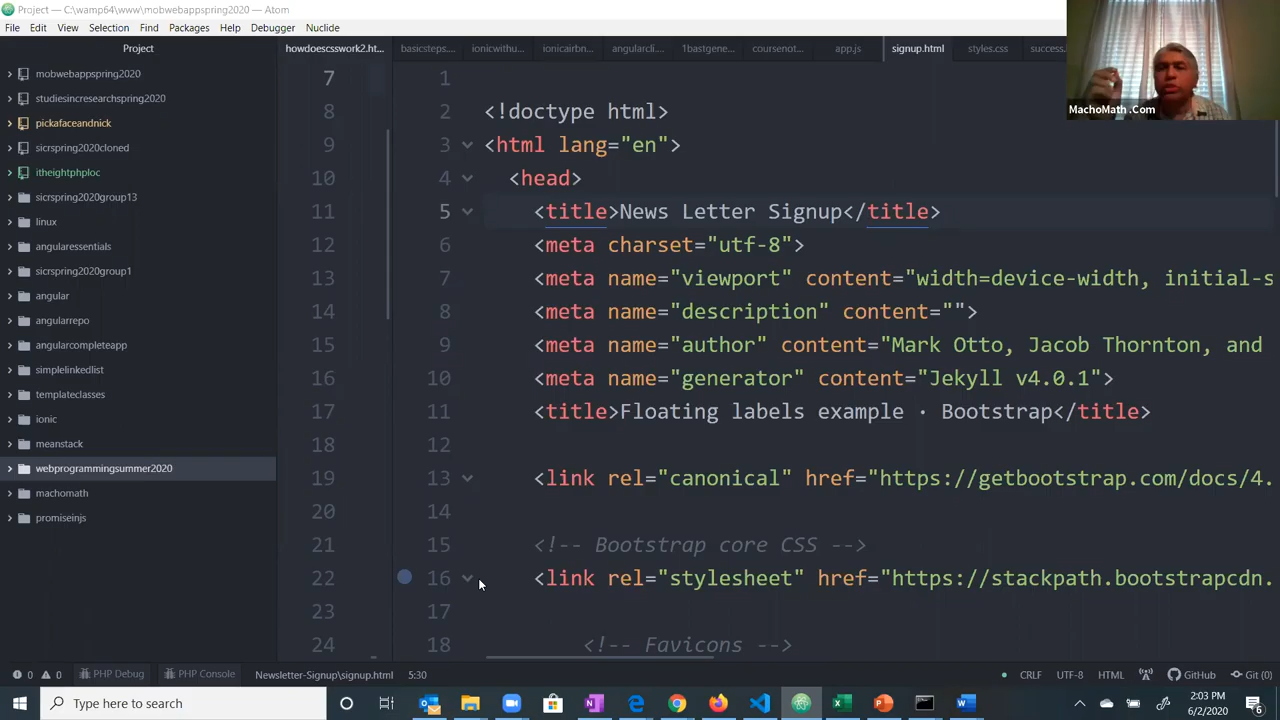 Project — C:\wamp64\www\mobwebappspring2020 — Atom
File Edit View Selection Find Packages Help Debugger Nuclide
MachoMath .Com
Project
howdoescsswork2.ht... basicsteps.... ionicwithu... ionicairbn... angularcli... 1bastgene... coursenot... app.js signup.html styles.css success.
mobwebappspring2020
studiesincresearchspring2020
pickafaceandnick
sicrspring2020cloned
itheightphploc
sicrspring2020group13
linux
angularessentials
sicrspring2020group1
angular
angularrepo
angularcompleteapp
simplelinkedlist
templateclasses
ionic
meanstack
webprogrammingsummer2020
machomath
promiseinjs
7
8
9
10
11
12
13
14
15
16
17
18
19
20
21
22
23
24
1
2 <!doctype html>
3 <html lang="en">
4 <head>
5 <title>News Letter Signup</title>
6 <meta charset="utf-8">
7 <meta name="viewport" content="width=device-width, initial-s
8 <meta name="description" content="">
9 <meta name="author" content="Mark Otto, Jacob Thornton, and
10 <meta name="generator" content="Jekyll v4.0.1">
11 <title>Floating labels example · Bootstrap</title>
12
13 <link rel="canonical" href="https://getbootstrap.com/docs/4.
14
15 <!-- Bootstrap core CSS -->
16 <link rel="stylesheet" href="https://stackpath.bootstrapcdn.
17
18 <!-- Favicons -->
0 0 PHP Debug PHP Console Newsletter-Signup\signup.html 5:30 CRLF UTF-8 HTML GitHub Git (0)
Type here to search
2:03 PM
6/2/2020
6